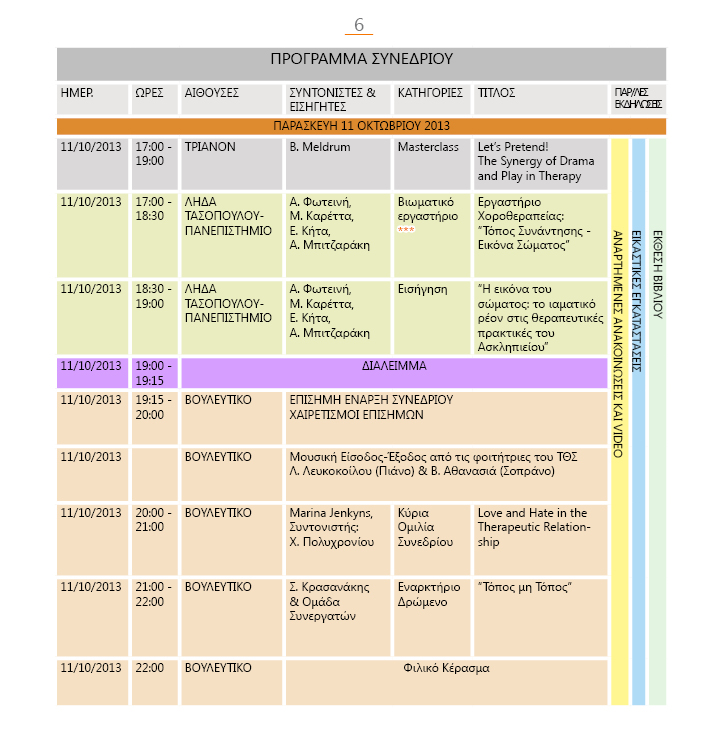 6
ΠΡΟΓΡΑΜΜΑ ΣΥΝΕΔΡΙΟΥ
ΗΜΕΡ.
ΩΡΕΣ
ΑΙΘΟΥΣΕΣ
ΣΥΝΤΟΝΙΣΤΕΣ &
ΕΙΣΗΓΗΤΕΣ
ΚΑΤΗΓΟΡΙΕΣ
ΤΙΤΛΟΣ
ΠΑΡ/ΛΕΣ
ΕΚΔΗΛΩΣΕΙΣ
ΠΑΡΑΣΚΕΥΗ 11 ΟΚΤΩΒΡΙΟΥ 2013
11/10/2013
17:00 -
19:00
ΤΡΙΑΝΟΝ
B. Meldrum
Masterclass
Let's Pretend!
The Synergy of Drama
and Play in Therapy
11/10/2013
17:00 -
18:30
ΛΗΔΑ
ΤΑΣΟΠΟΥΛΟΥ-
ΠΑΝΕΠΙΣΤΗΜΙΟ
Α. Φωτεινή,
Μ. Καρέττα,
Ε. Κήτα,
Α. Μπιτζαράκη
Βιωματικό
εργαστήριο
***
Εργαστήριο
Χοροθεραπείας:
"Τόπος Συνάντησης -
Εικόνα Σώματος"
11/10/2013
18:30 -
19:00
ΛΗΔΑ
ΤΑΣΟΠΟΥΛΟΥ-
ΠΑΝΕΠΙΣΤΗΜΙΟ
Α. Φωτεινή,
Μ. Καρέττα,
Ε. Κήτα,
Α. Μπιτζαράκη
Εισήγηση
"Η εικόνα του
σώματος: το ιαματικό
ρέον στις θεραπευτικές
πρακτικές του
Ασκληπιείου"
11/10/2013
19:00 -
19:15
ΔΙΑΛΕΙΜΜΑ
11/10/2013
19:15 -
20:00
ΒΟΥΛΕΥΤΙΚΟ
ΕΠΙΣΗΜΗ ΕΝΑΡΞΗ ΣΥΝΕΔΡΙΟΥ
ΧΑΙΡΕΤΙΣΜΟΙ ΕΠΙΣΗΜΩΝ
11/10/2013
ΒΟΥΛΕΥΤΙΚΟ
Μουσική Είσοδος-Έξοδος από τις φοιτήτριες του ΤΘΣ
Λ. Λευκοκοίλου (Πιάνο) & Β. Αθανασιά (Σοπράνο)
11/10/2013
20:00 -
21:00
ΒΟΥΛΕΥΤΙΚΟ
Marina Jenkyns,
Συντονιστής:
Χ. Πολυχρονίου
Κύρια
Ομιλία
Συνεδρίου
Love and Hate in the
Therapeutic Relation-
ship
11/10/2013
21:00 -
22:00
ΒΟΥΛΕΥΤΙΚΟ
Σ. Κρασανάκης
& Ομάδα
Συνεργατών
Εναρκτήριο
Δρώμενο
"Τόπος μη Τόπος"
11/10/2013
22:00
ΒΟΥΛΕΥΤΙΚΟ
Φιλικό Κέρασμα
ΑΝΑΡΤΗΜΕΝΕΣ ΑΝΑΚΟΙΝΩΣΕΙΣ ΚΑΙ VIDEO
ΕΙΚΑΣΤΙΚΕΣ ΕΓΚΑΤΑΣΤΑΣΕΙΣ
ΕΚΘΕΣΗ ΒΙΒΛΙΟΥ